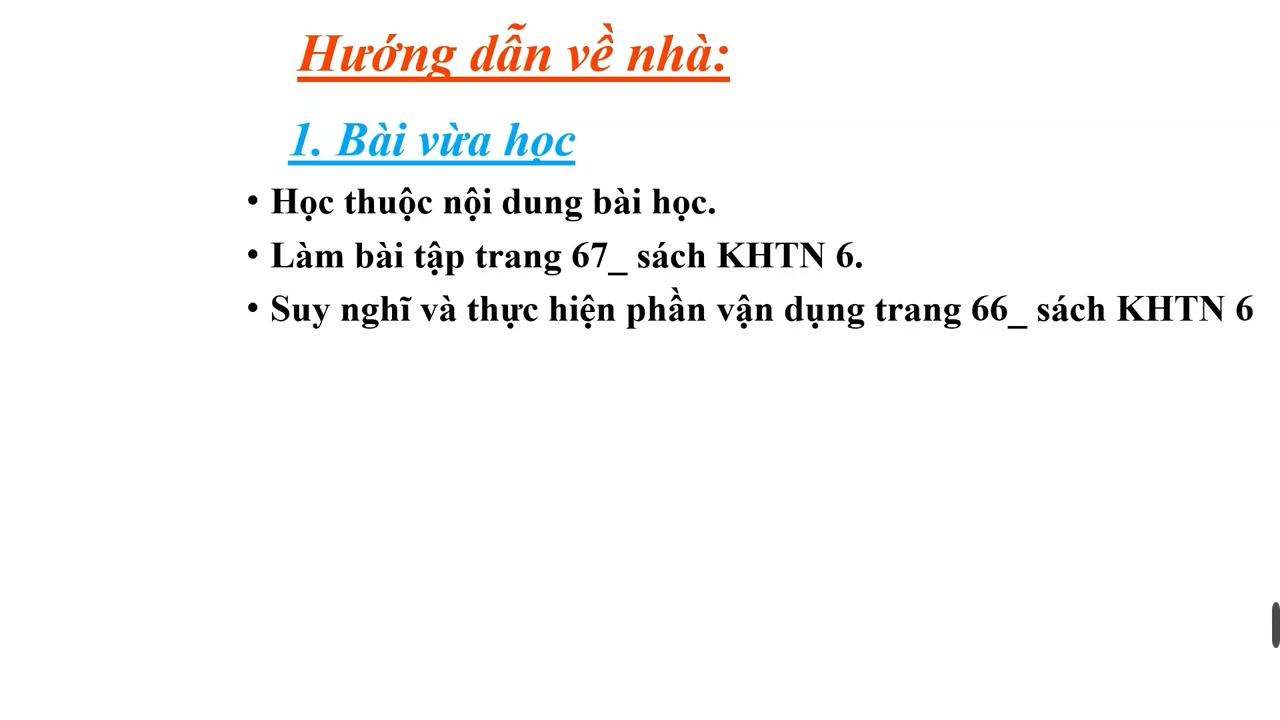 Hướng dẫn về nhà:
1. Bài vừa học
• Học thuộc nội dung bài học.
• Làm bài tập trang 67_ sách KHTN 6.
• Suy nghĩ và thực hiện phần vận dụng trang 66_ sách KHTN 6